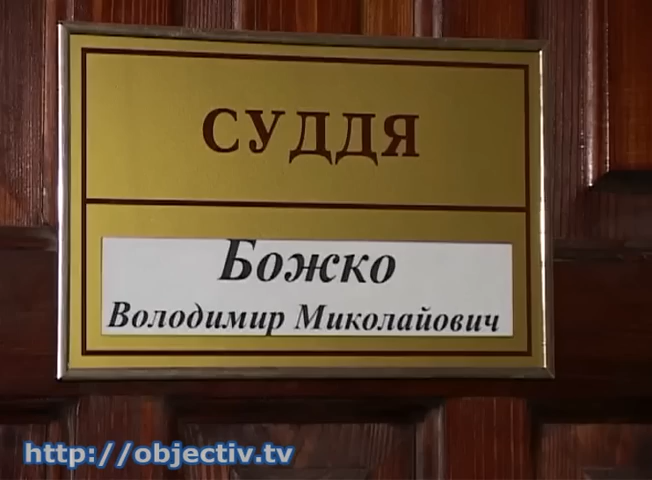 СУДДЯ
Божко
Володимир Миколайович
http://objectiv.tv